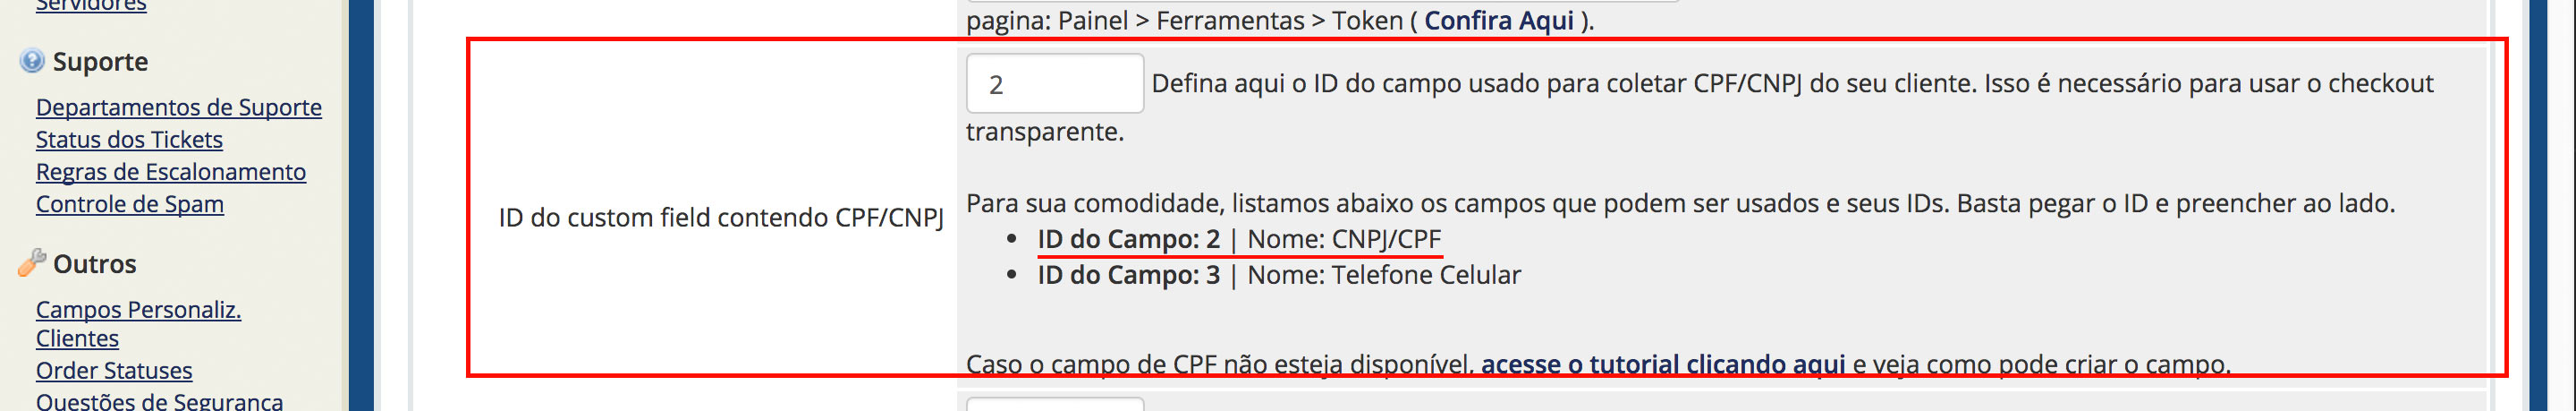 Servidores
Suporte
Departamentos de Suporte
Status dos Tickets
Regras de Escalonamento
Controle de Spam
Outros
Campos Personaliz.
Clientes
Order Statuses
Questões de Segurança
pagina: Painel > Ferramentas > Token ( Confira Aqui ).
ID do custom field contendo CPF/CNPJ
2 Defina aqui o ID do campo usado para coletar CPF/CNPJ do seu cliente. Isso é necessário para usar o checkout
transparente.
Para sua comodidade, listamos abaixo os campos que podem ser usados e seus IDs. Basta pegar o ID e preencher ao lado.
• ID do Campo: 2 | Nome: CNPJ/CPF
• ID do Campo: 3 | Nome: Telefone Celular
Caso o campo de CPF não esteja disponível, acesse o tutorial clicando aqui e veja como pode criar o campo.